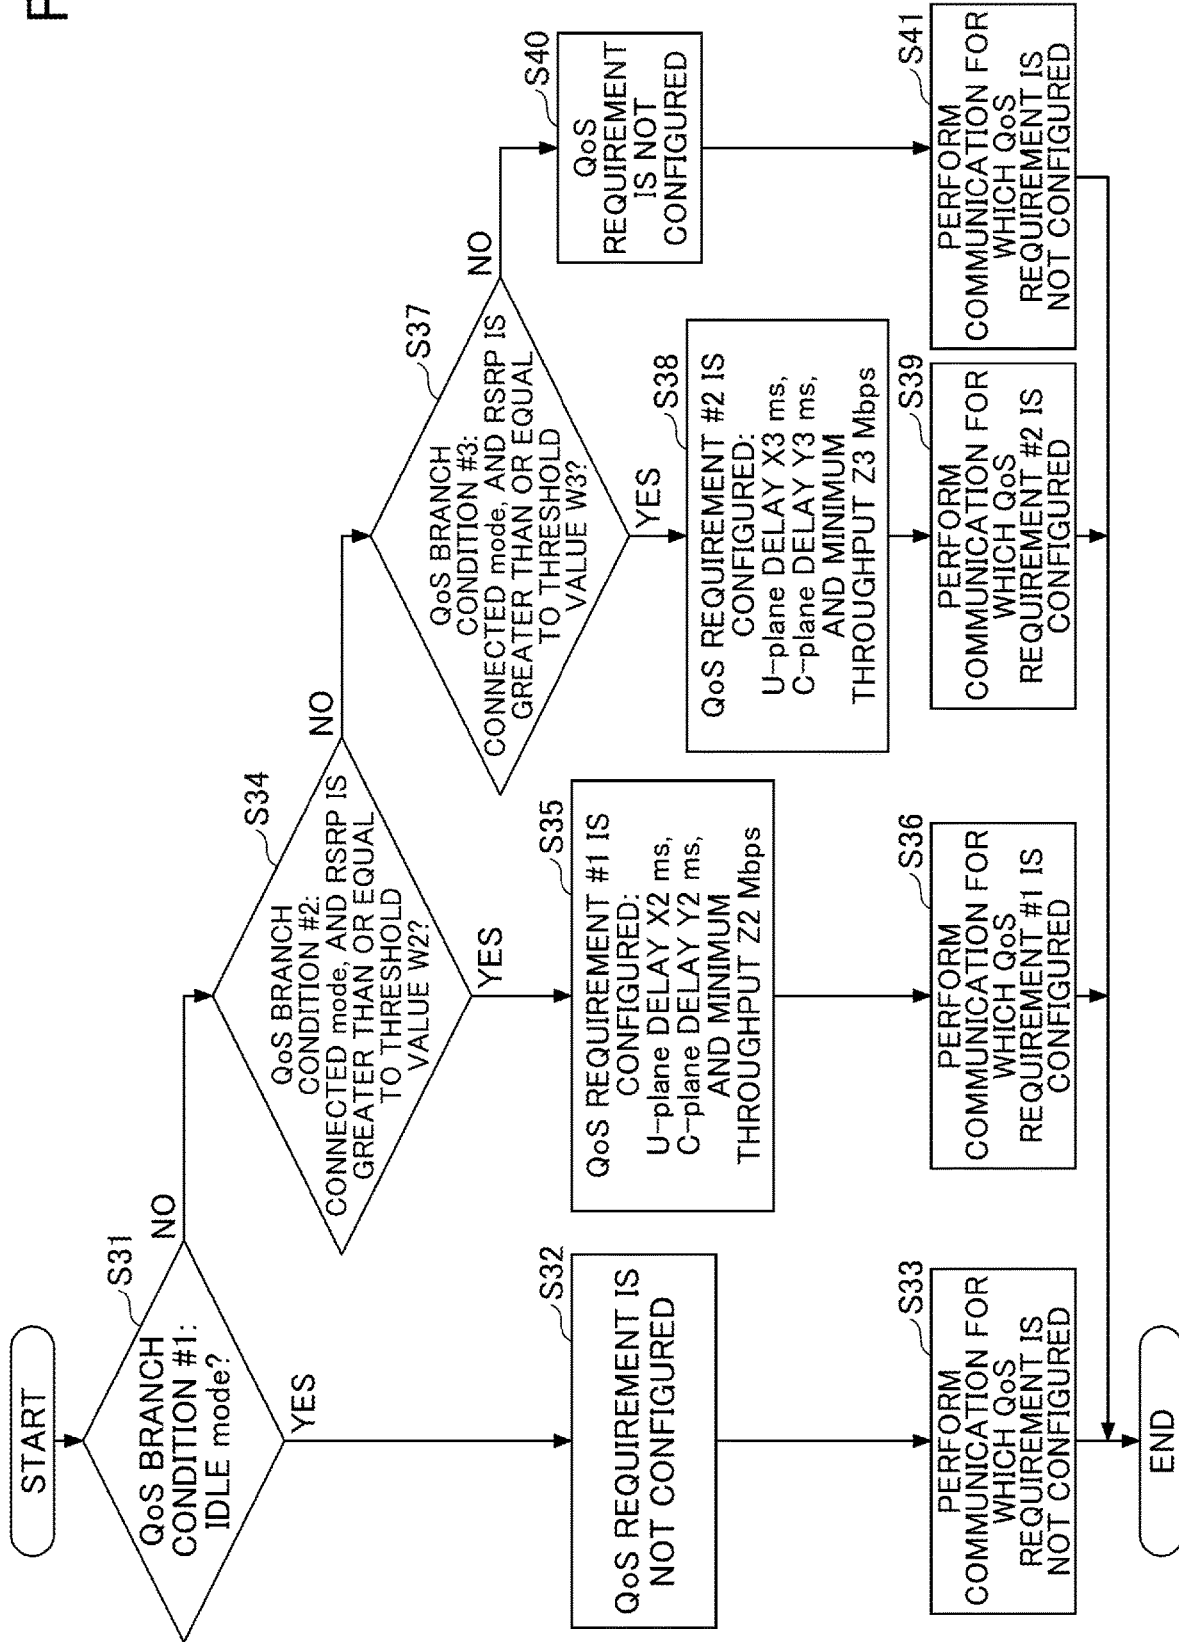 F
START
S31
QoS BRANCH
CONDITION #1:
IDLE mode?
NO
YES
S32
QoS REQUIREMENT IS
NOT CONFIGURED
S33
PERFORM
COMMUNICATION FOR
WHICH QoS
REQUIREMENT IS
NOT CONFIGURED
S34
QoS BRANCH
CONDITION #2:
CONNECTED mode, AND RSRP IS
GREATER THAN OR EQUAL
TO THRESHOLD
VALUE W2?
NO
YES
S35
QoS REQUIREMENT #1 IS
CONFIGURED:
U-plane DELAY X2 ms,
C-plane DELAY Y2 ms,
AND MINIMUM
THROUGHPUT Z2 Mbps
S36
PERFORM
COMMUNICATION FOR
WHICH QoS
REQUIREMENT #1 IS
CONFIGURED
S37
QoS BRANCH
CONDITION #3:
CONNECTED mode, AND RSRP IS
GREATER THAN OR EQUAL
TO THRESHOLD
VALUE W3?
NO
YES
S38
QoS REQUIREMENT #2 IS
CONFIGURED:
U-plane DELAY X3 ms,
C-plane DELAY Y3 ms,
AND MINIMUM
THROUGHPUT Z3 Mbps
S39
PERFORM
COMMUNICATION FOR
WHICH QoS
REQUIREMENT #2 IS
CONFIGURED
S40
QoS
REQUIREMENT
IS NOT
CONFIGURED
S41
PERFORM
COMMUNICATION FOR
WHICH QoS
REQUIREMENT IS
NOT CONFIGURED
END